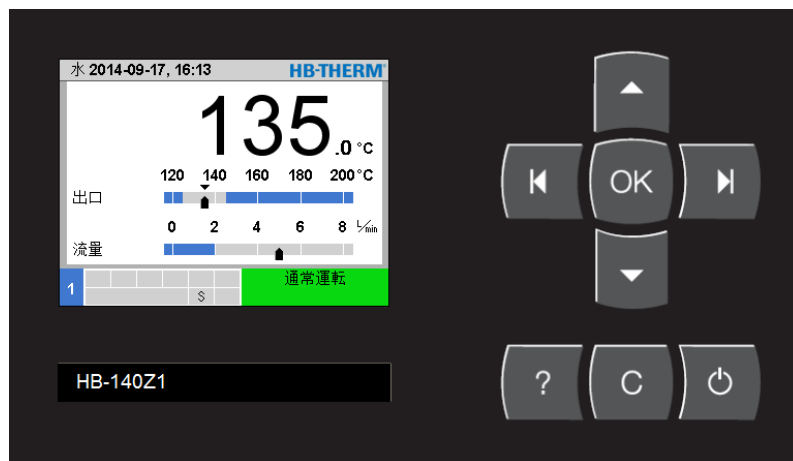 水 2014-09-17, 16:13 HB-THERM
135.0 °C
120 140 160 180 200°C
出口
0 2 4 6 8 L/min
流量
1 S 通常運転
HB-140Z1
OK
? C